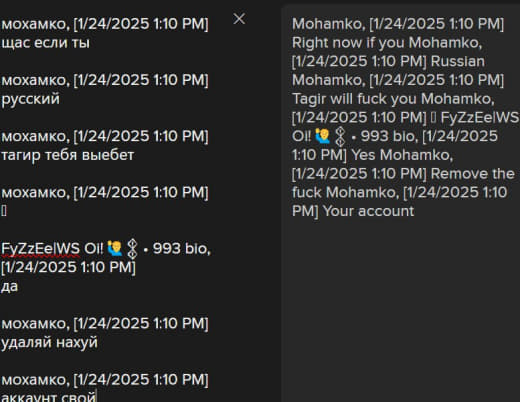 мохамко, [1/24/2025 1:10 PM]
щас если ты
мохамко, [1/24/2025 1:10 PM]
русский
мохамко, [1/24/2025 1:10 PM]
тагир тебя выебет
мохамко, [1/24/2025 1:10 PM]
FyZzEe|WS Oi! 🙋‍♂️ • 993 bio,
[1/24/2025 1:10 PM]
да
мохамко, [1/24/2025 1:10 PM]
удаляй нахуй
мохамко, [1/24/2025 1:10 PM]
аккаунт свой
Mohamko, [1/24/2025 1:10 PM]
Right now if you Mohamko,
[1/24/2025 1:10 PM] Russian
Mohamko, [1/24/2025 1:10 PM]
Tagir will fuck you Mohamko,
[1/24/2025 1:10 PM] FyZzEe|WS
Oi! 🙋‍♂️ • 993 bio, [1/24/2025
1:10 PM] Yes Mohamko,
[1/24/2025 1:10 PM] Remove the
fuck Mohamko, [1/24/2025 1:10
PM] Your account